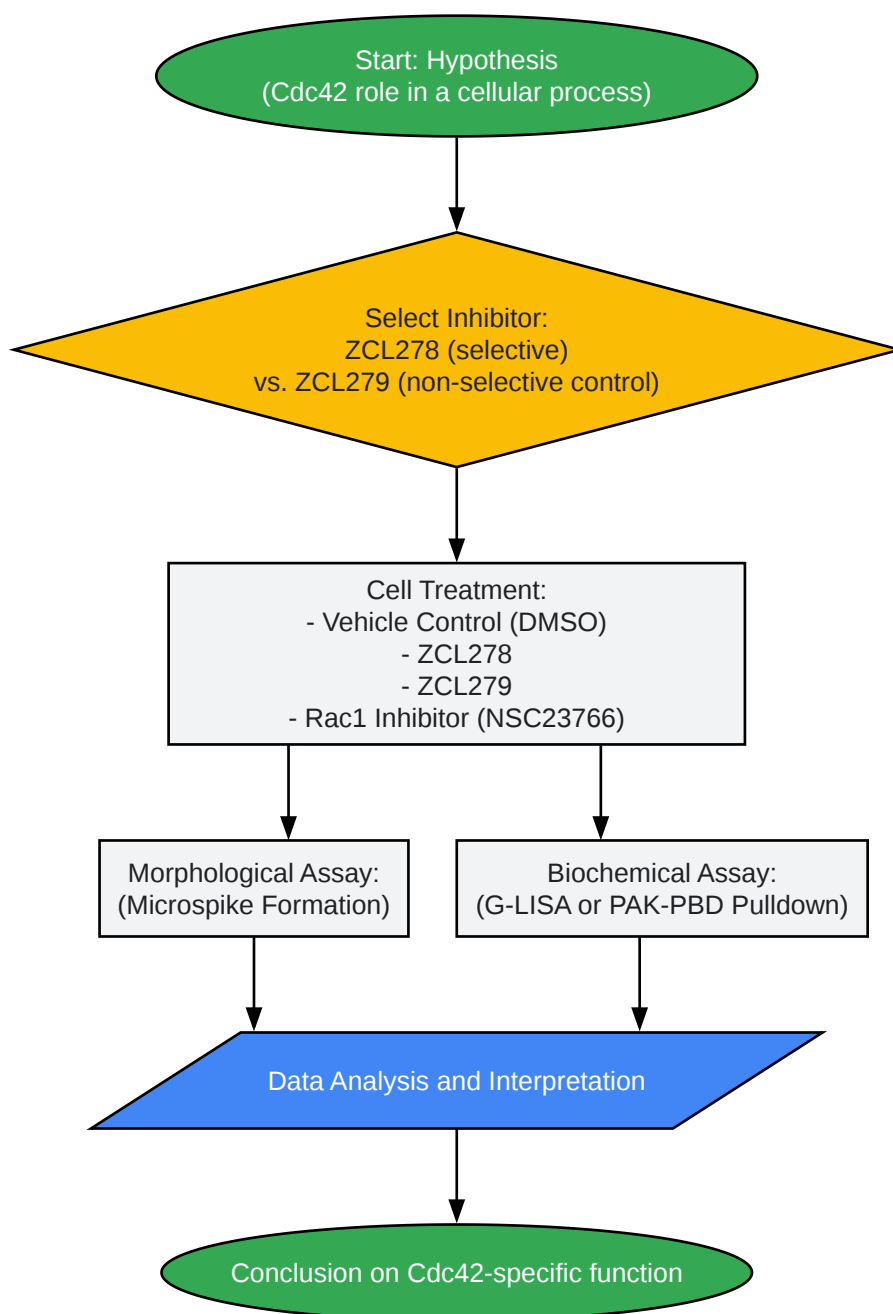 Start: Hypothesis
(Cdc42 role in a cellular process)
Select Inhibitor:
ZCL278 (selective)
vs. ZCL279 (non-selective control)
Cell Treatment:
- Vehicle Control (DMSO)
- ZCL278
- ZCL279
- Rac1 Inhibitor (NSC23766)
Morphological Assay:
(Microspike Formation)
Biochemical Assay:
(G-LISA or PAK-PBD Pulldown)
Data Analysis and Interpretation
Conclusion on Cdc42-specific function